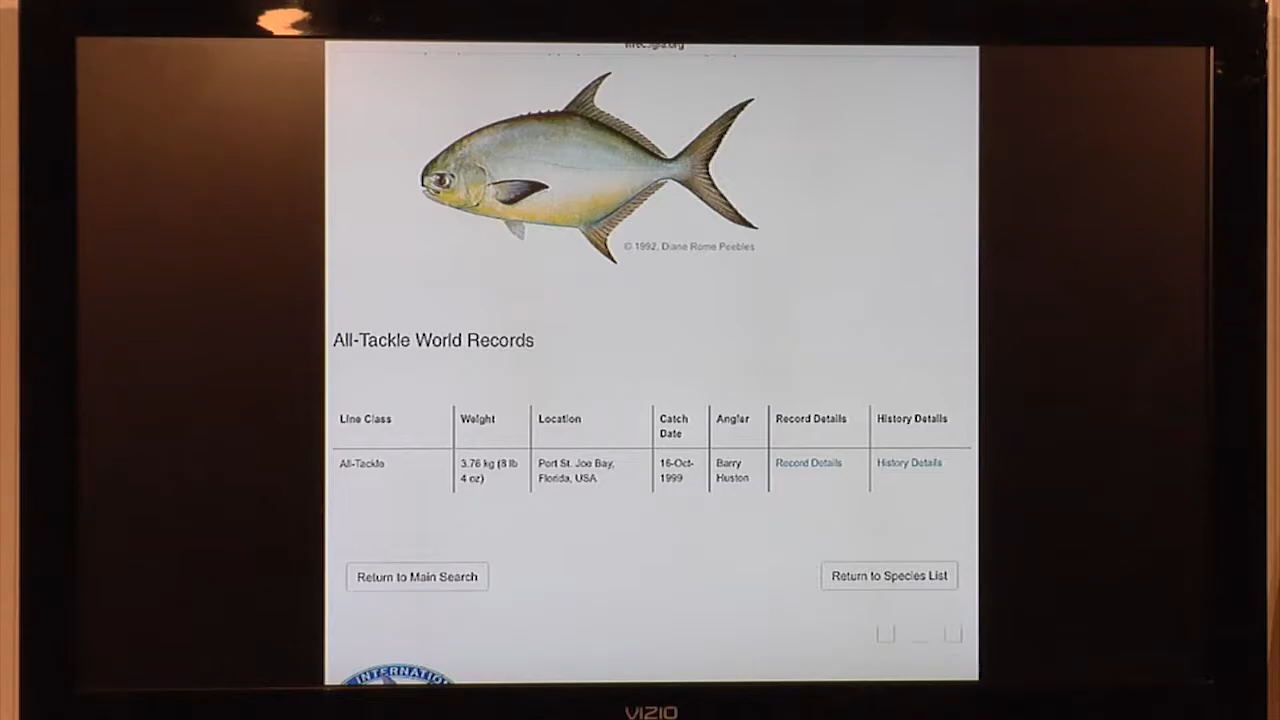 © 1992, Diane Rome Peebles
All-Tackle World Records
Line Class
Weight
Location
Catch
Date
Angler
Record Details
History Details
All-Tackle
3.76 kg (8 lb
4 oz)
Port St. Joe Bay,
Florida, USA
16-Oct-
1999
Barry
Huston
Record Details
History Details
Return to Main Search
Return to Species List
VIZIO